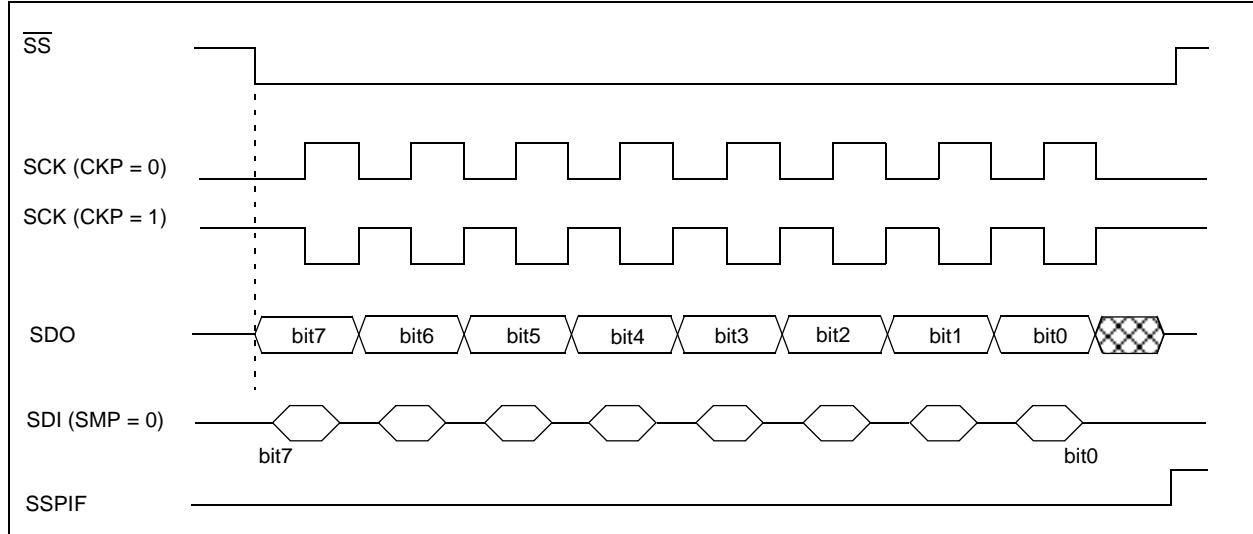 S̅S̅
SCK (CKP = 0)
SCK (CKP = 1)
SDO
bit7 bit6 bit5 bit4 bit3 bit2 bit1 bit0
SDI (SMP = 0)
bit7 bit0
SSPIF